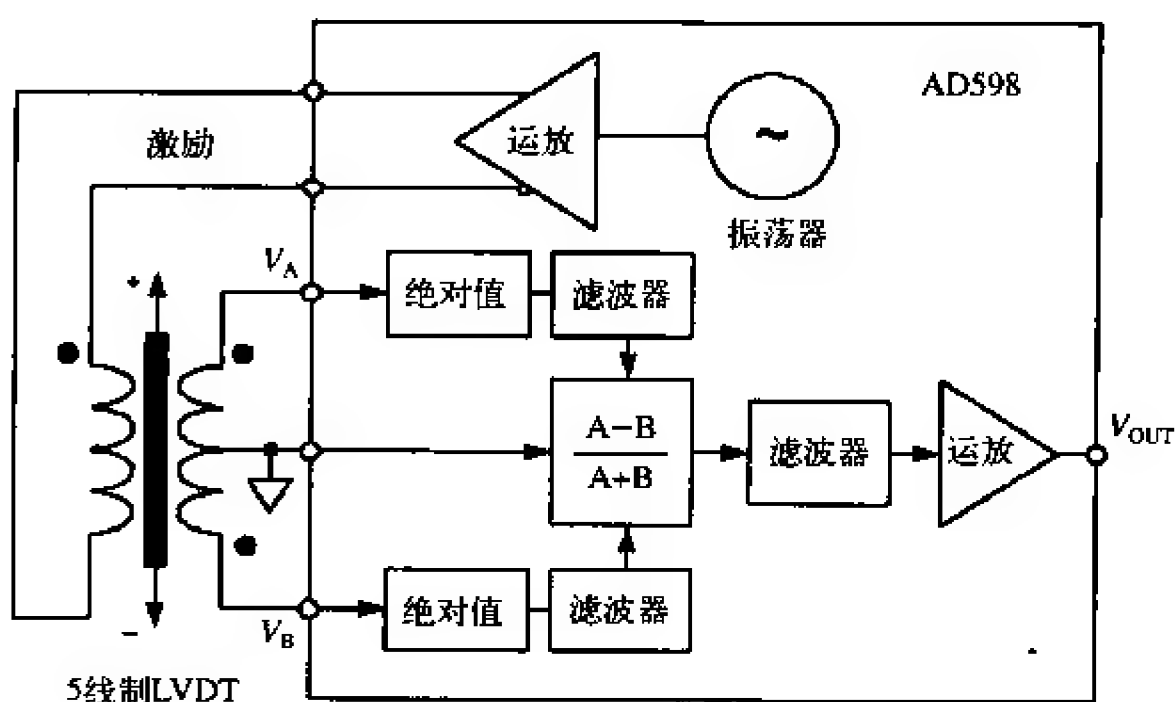 AD598
激励
运放
~
振荡器
V_A
绝对值
滤波器
+
A−B
A+B
滤波器
运放
V_OUT
绝对值
滤波器
V_B
−
5线制LVDT